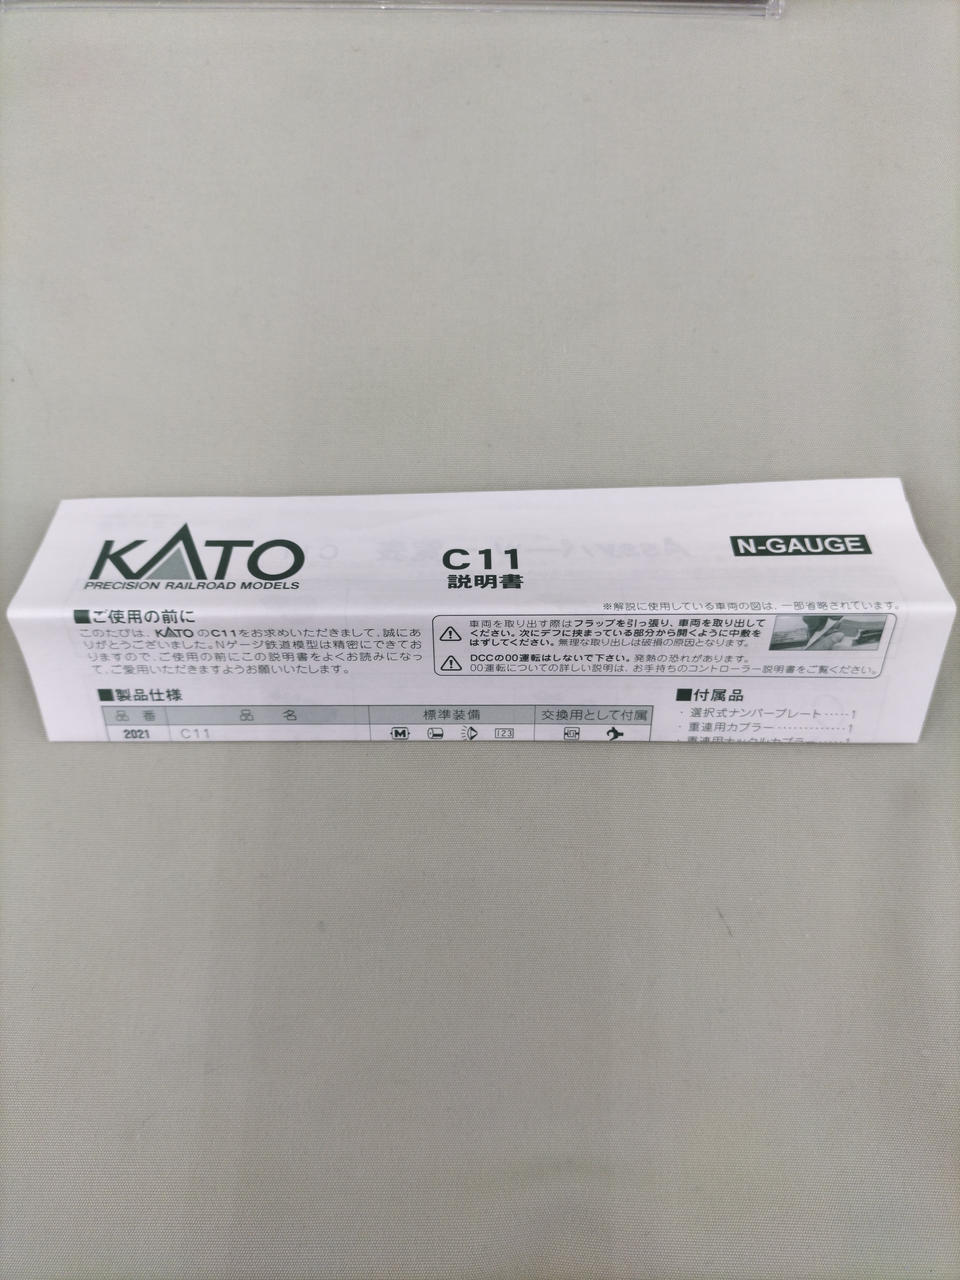 KATO
PRECISION RAILROAD MODELS
C11
説明書
N-GAUGE
※解説に使用している車両の図は、一部省略されています。
■ご使用の前に
このたびは、KATOのC11をお求めいただきまして、誠にあ
りがとうございました。Nゲージ鉄道模型は精密にできてお
りますので、ご使用の前にこの説明書をよくお読みになっ
て、ご愛用いただきますようお願いいたします。
車両を取り出す際はフラップを引っ張り、車両を取り出して
ください。次にデフに挟まっている部分から開くように中敷を
はずしてください。無理な取り出しは破損の原因となります。
DCCの00運転はしないで下さい。発熱の恐れがあります。
00運転についての詳しい説明は、お手持ちのコントローラー説明書をご覧ください。
■製品仕様
品番 品名 標準装備 交換用として付属
2021 C11 M 123
■付属品
・選択式ナンバープレート·····1
・重連用カプラー·············1
・重連用ナックルカプラー·······1